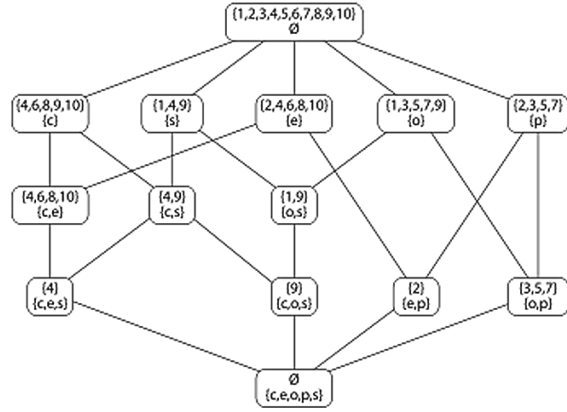 {1,2,3,4,5,6,7,8,9,10}
Ø
{4,6,8,9,10}
{c}
{1,4,9}
{s}
{2,4,6,8,10}
{e}
{1,3,5,7,9}
{o}
{2,3,5,7}
{p}
{4,6,8,10}
{c,e}
{4,9}
{c,s}
{1,9}
{o,s}
{4}
{c,e,s}
{9}
{c,o,s}
{2}
{e,p}
{3,5,7}
{o,p}
Ø
{c,e,o,p,s}